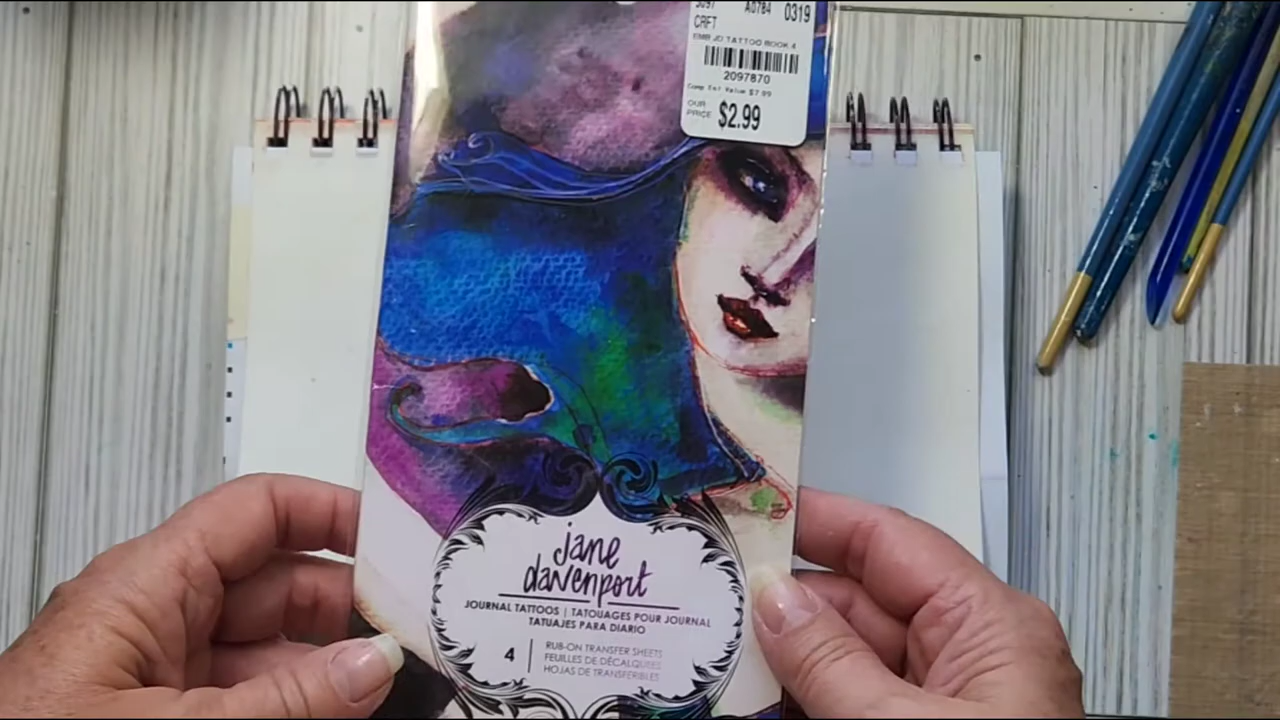 5097 A0784 0319
CRFT
EMB JD TATTOO BOOK 4
2097870
Comp Est Value $7.99
OUR
PRICE $2.99
jane
davenport
JOURNAL TATTOOS | TATOUAGES POUR JOURNAL
TATUAJES PARA DIARIO
4 | RUB-ON TRANSFER SHEETS
FEUILLES DE DÉCALQUES
HOJAS DE TRANSFERIBLES